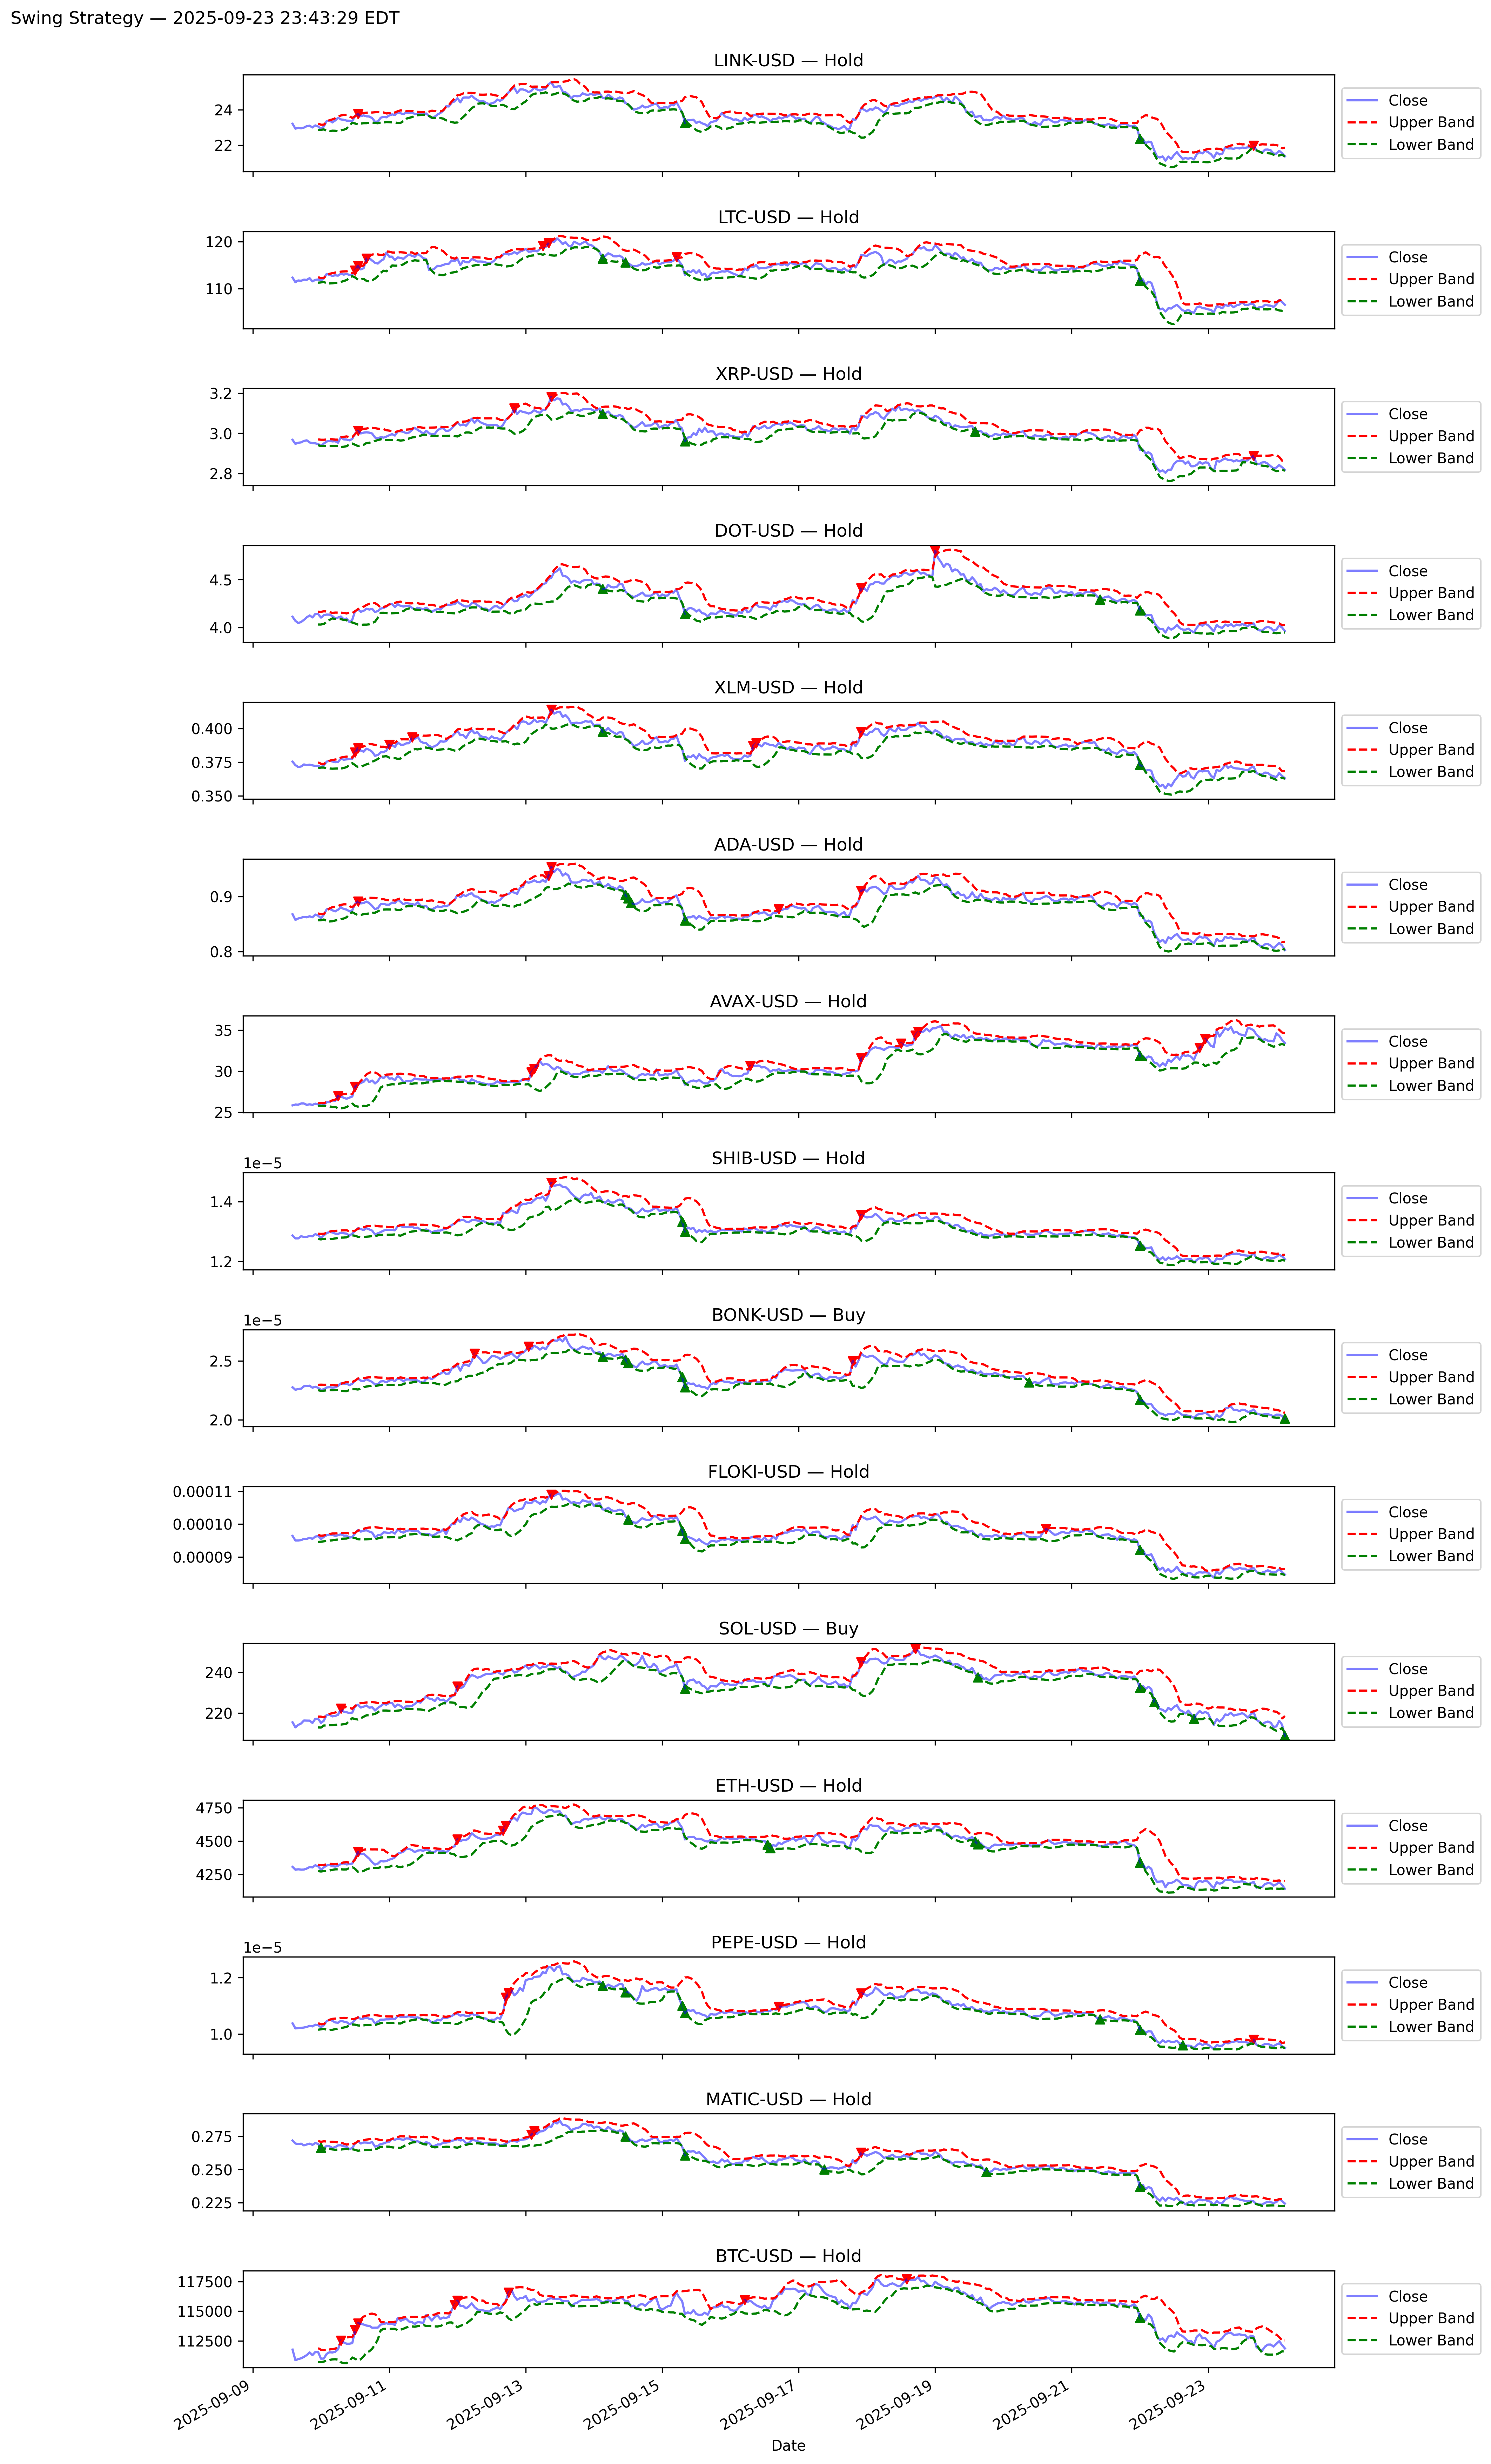 Swing Strategy — 2025-09-23 23:43:29 EDT
LINK-USD — Hold
24
22
Close
Upper Band
Lower Band
LTC-USD — Hold
120
110
Close
Upper Band
Lower Band
XRP-USD — Hold
3.2
3.0
2.8
Close
Upper Band
Lower Band
DOT-USD — Hold
4.5
4.0
Close
Upper Band
Lower Band
XLM-USD — Hold
0.400
0.375
0.350
Close
Upper Band
Lower Band
ADA-USD — Hold
0.9
0.8
Close
Upper Band
Lower Band
AVAX-USD — Hold
35
30
25
Close
Upper Band
Lower Band
SHIB-USD — Hold
1e−5
1.4
1.2
Close
Upper Band
Lower Band
BONK-USD — Buy
1e−5
2.5
2.0
Close
Upper Band
Lower Band
FLOKI-USD — Hold
0.00011
0.00010
0.00009
Close
Upper Band
Lower Band
SOL-USD — Buy
240
220
Close
Upper Band
Lower Band
ETH-USD — Hold
4750
4500
4250
Close
Upper Band
Lower Band
PEPE-USD — Hold
1e−5
1.2
1.0
Close
Upper Band
Lower Band
MATIC-USD — Hold
0.275
0.250
0.225
Close
Upper Band
Lower Band
BTC-USD — Hold
117500
115000
112500
Close
Upper Band
Lower Band
2025-09-09
2025-09-11
2025-09-13
2025-09-15
2025-09-17
2025-09-19
2025-09-21
2025-09-23
Date